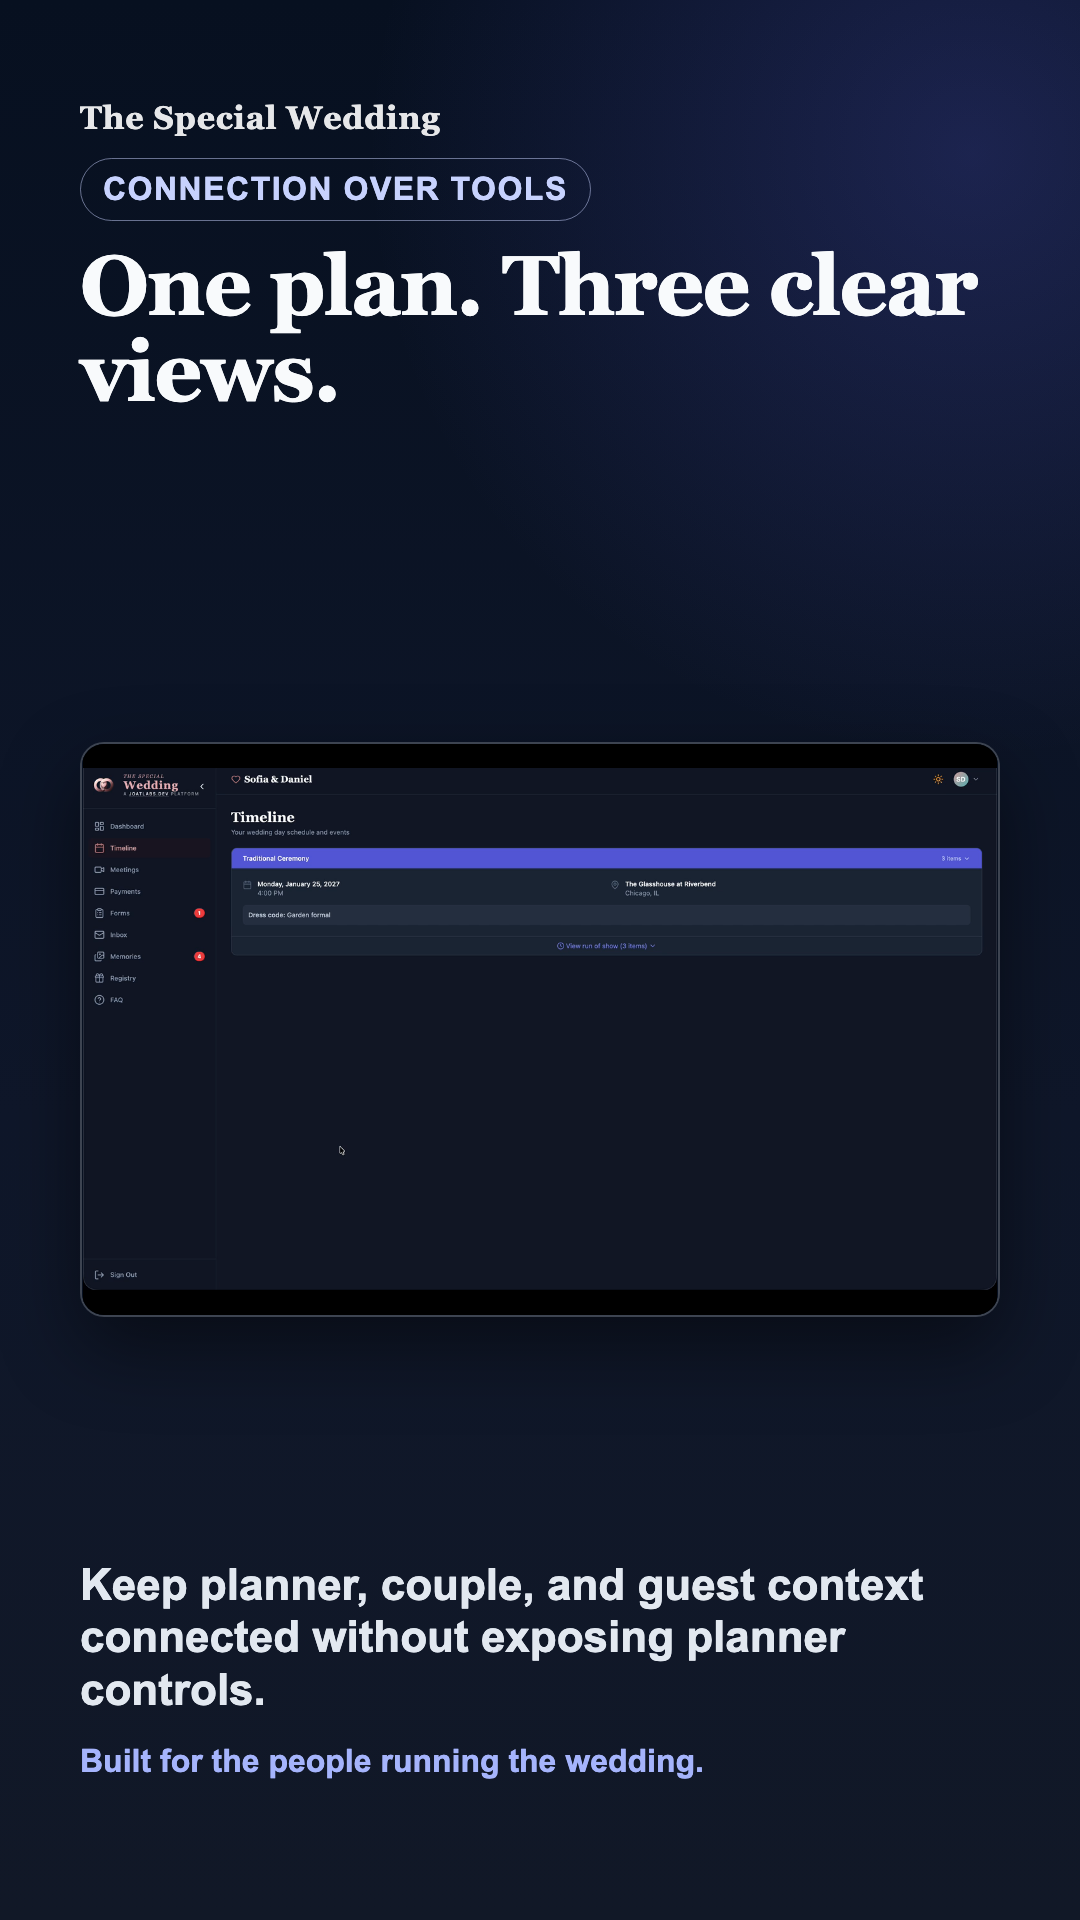 The Special Wedding
CONNECTION OVER TOOLS
One plan. Three clear
views.
THE SPECIAL
Wedding
A JOATLABS.DEV PLATFORM
Dashboard
Timeline
Meetings
Payments
Forms
1
Inbox
Memories
4
Registry
FAQ
Sign Out
Sofia & Daniel
SD
Timeline
Your wedding day schedule and events
Traditional Ceremony
3 items
Monday, January 25, 2027
4:00 PM
The Glasshouse at Riverbend
Chicago, IL
Dress code: Garden formal
View run of show (3 items)
Keep planner, couple, and guest context
connected without exposing planner
controls.
Built for the people running the wedding.